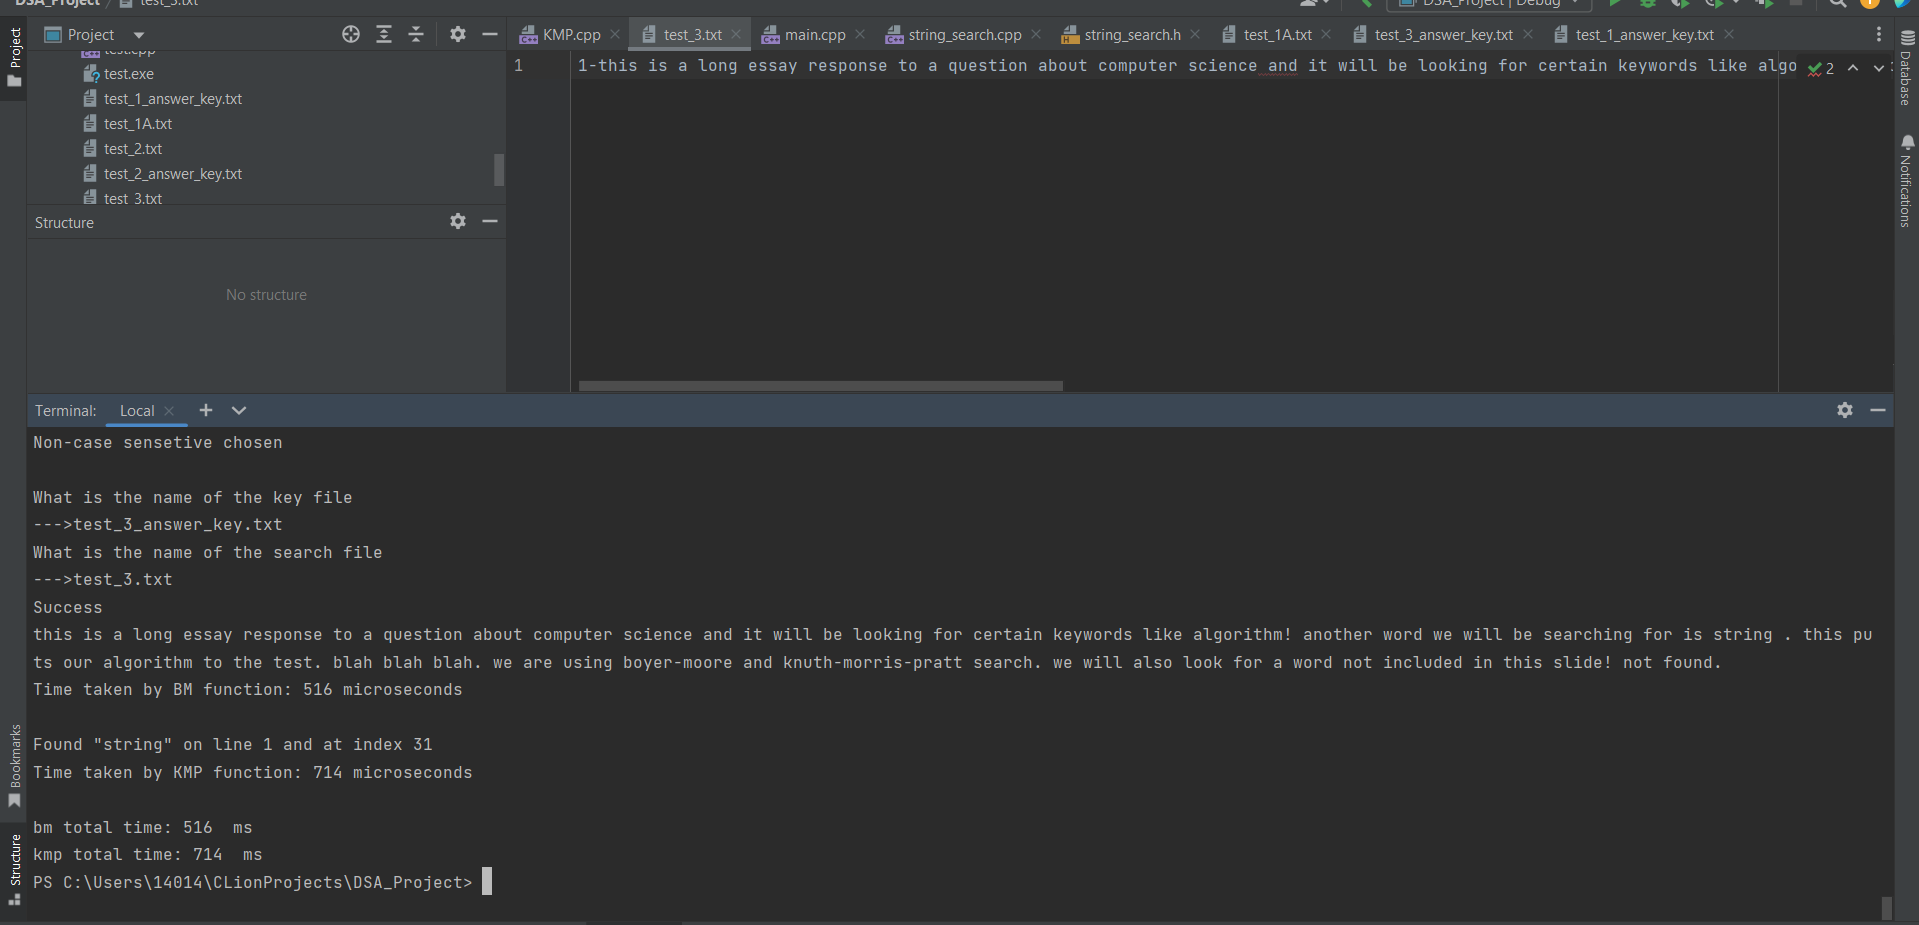 DSA_Project test_3.txt
DSA_Project | Debug
Project
Project
KMP.cpp test_3.txt main.cpp string_search.cpp string_search.h test_1A.txt test_3_answer_key.txt test_1_answer_key.txt
test.cpp
test.exe
test_1_answer_key.txt
test_1A.txt
test_2.txt
test_2_answer_key.txt
test_3.txt
1 1-this is a long essay response to a question about computer science and it will be looking for certain keywords like algo
2
Database
Notifications
Structure
No structure
Terminal: Local
Non-case sensetive chosen
What is the name of the key file
--->test_3_answer_key.txt
What is the name of the search file
--->test_3.txt
Success
this is a long essay response to a question about computer science and it will be looking for certain keywords like algorithm! another word we will be searching for is string . this pu
ts our algorithm to the test. blah blah blah. we are using boyer-moore and knuth-morris-pratt search. we will also look for a word not included in this slide! not found.
Time taken by BM function: 516 microseconds
Found "string" on line 1 and at index 31
Time taken by KMP function: 714 microseconds
bm total time: 516  ms
kmp total time: 714  ms
PS C:\Users\14014\CLionProjects\DSA_Project>
Bookmarks
Structure